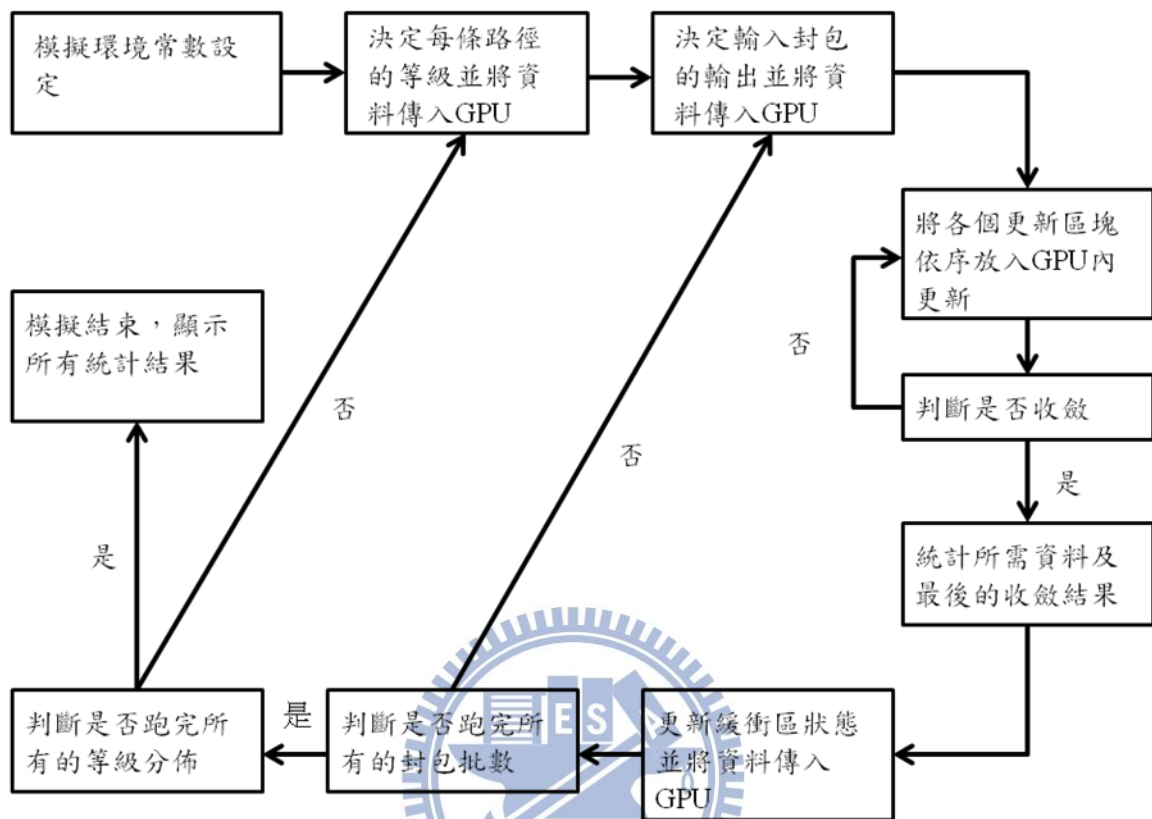 模擬環境常數設
定
決定每條路徑
的等級並將資
料傳入GPU
決定輸入封包
的輸出並將資
料傳入GPU
將各個更新區塊
依序放入GPU內
更新
否
判斷是否收斂
是
統計所需資料及
最後的收斂結果
更新緩衝區狀態
並將資料傳入
GPU
判斷是否跑完所
有的封包批數
否
是
判斷是否跑完所
有的等級分佈
否
是
模擬結束，顯示
所有統計結果
ES